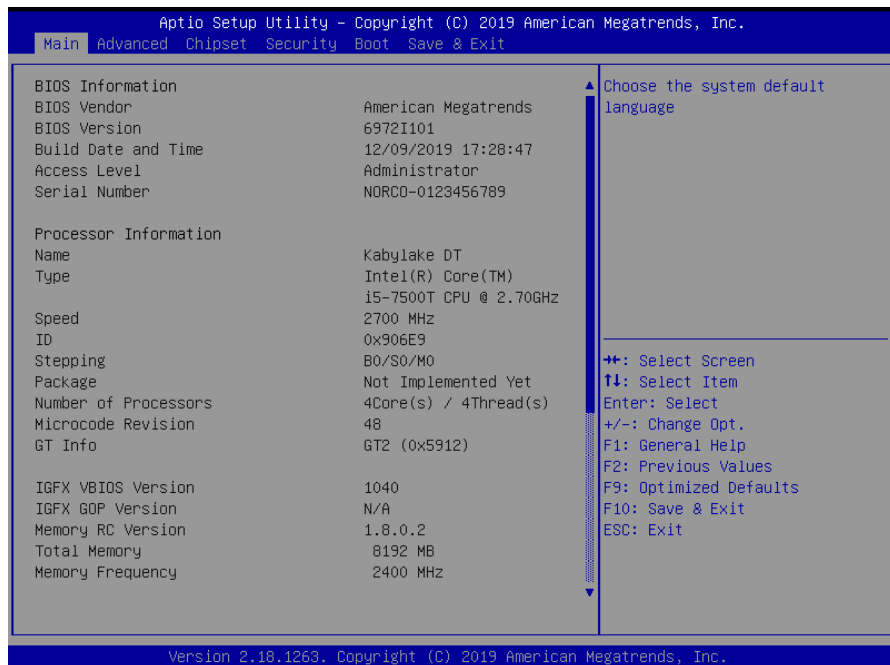 Aptio Setup Utility – Copyright (C) 2019 American Megatrends, Inc.
Main Advanced Chipset Security Boot Save & Exit
BIOS Information
BIOS Vendor American Megatrends
BIOS Version 6972I101
Build Date and Time 12/09/2019 17:28:47
Access Level Administrator
Serial Number NORCO-0123456789
Processor Information
Name Kabylake DT
Type Intel(R) Core(TM)
i5-7500T CPU @ 2.70GHz
Speed 2700 MHz
ID 0x906E9
Stepping B0/S0/M0
Package Not Implemented Yet
Number of Processors 4Core(s) / 4Thread(s)
Microcode Revision 48
GT Info GT2 (0x5912)
IGFX VBIOS Version 1040
IGFX GOP Version N/A
Memory RC Version 1.8.0.2
Total Memory 8192 MB
Memory Frequency 2400 MHz
Choose the system default
language
→←: Select Screen
↑↓: Select Item
Enter: Select
+/-: Change Opt.
F1: General Help
F2: Previous Values
F9: Optimized Defaults
F10: Save & Exit
ESC: Exit
Version 2.18.1263. Copyright (C) 2019 American Megatrends, Inc.